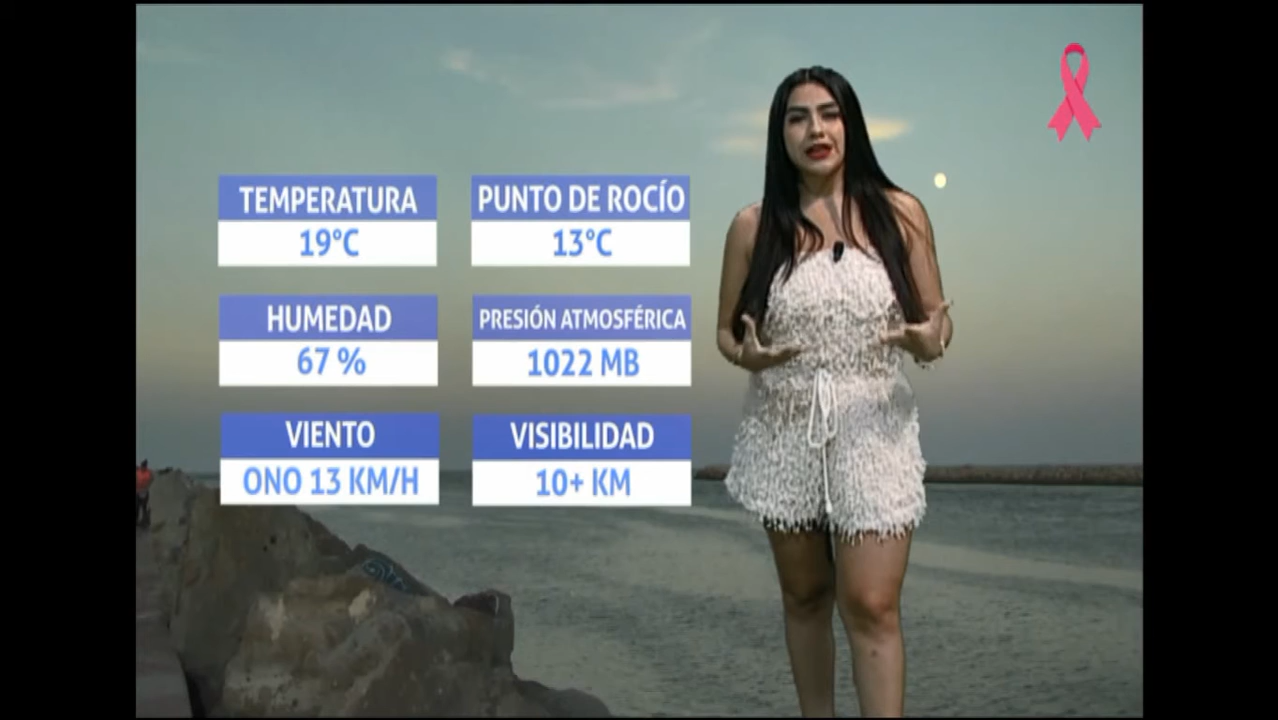 TEMPERATURA
19°C
PUNTO DE ROCÍO
13°C
HUMEDAD
67 %
PRESIÓN ATMOSFÉRICA
1022 MB
VIENTO
ONO 13 KM/H
VISIBILIDAD
10+ KM